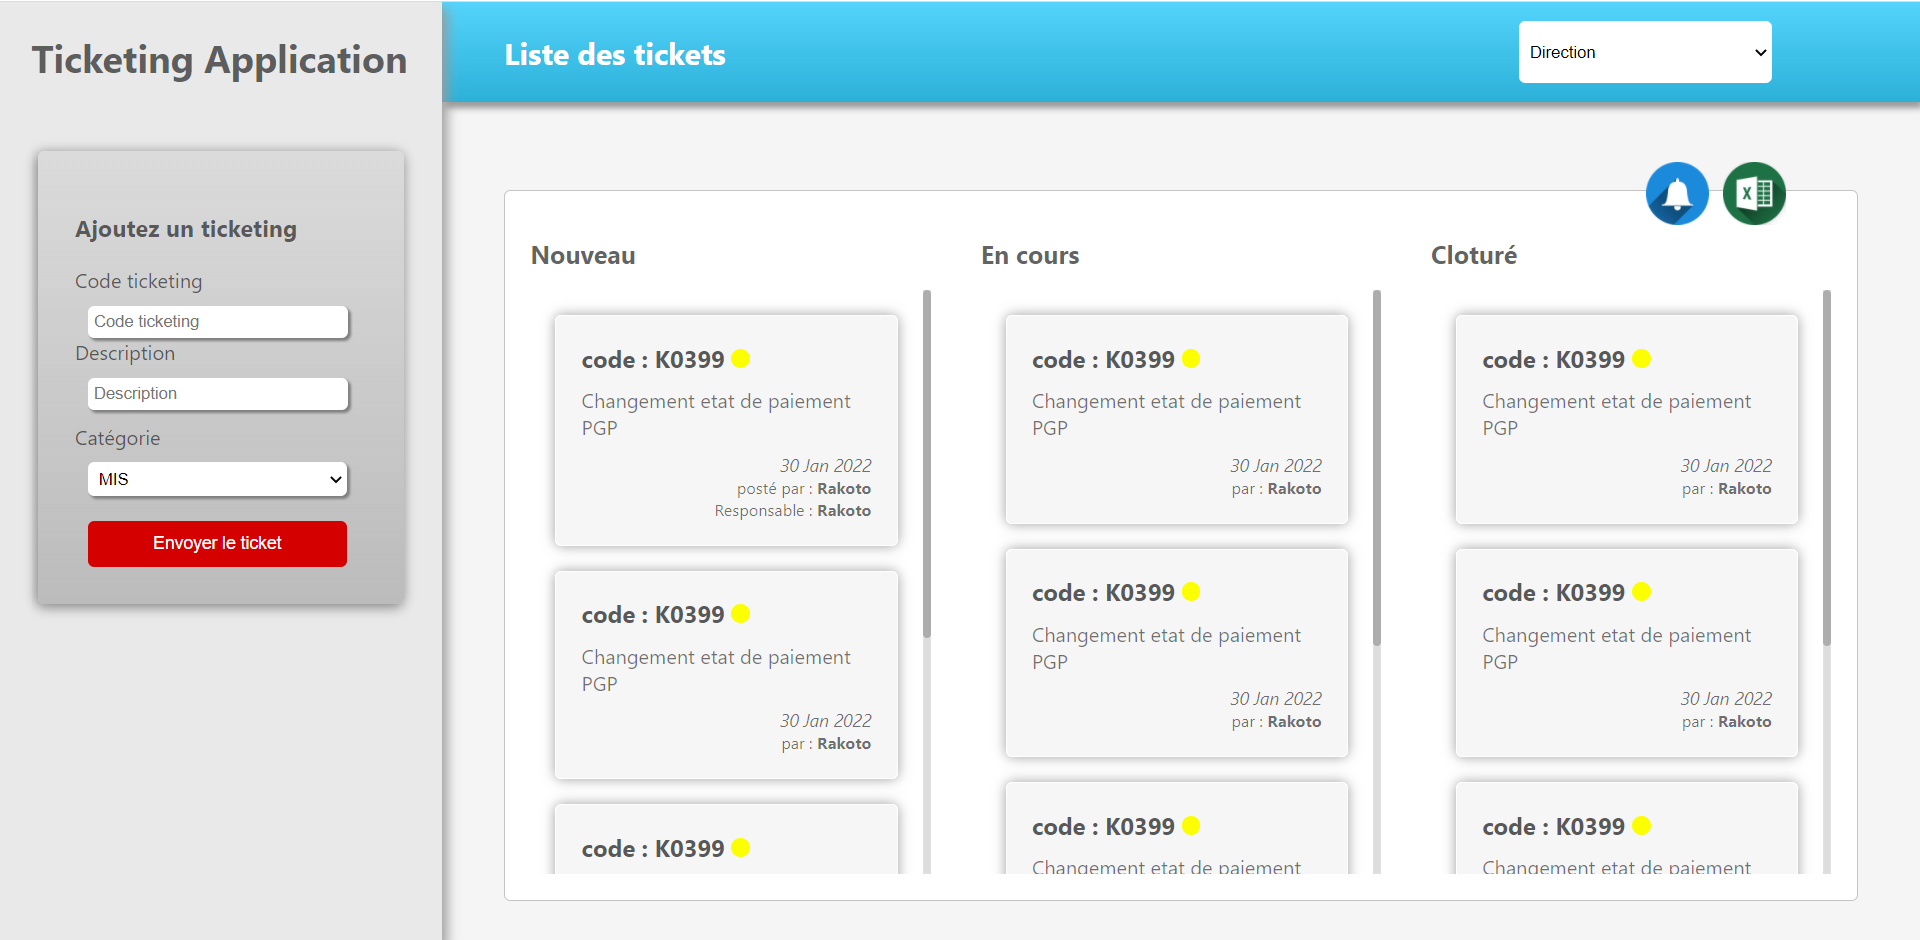 Ticketing Application
Ajoutez un ticketing
Code ticketing
Code ticketing
Description
Description
Catégorie
MIS
Envoyer le ticket
Liste des tickets
Direction
X
Nouveau
code : K0399
Changement etat de paiement
PGP
30 Jan 2022
posté par : Rakoto
Responsable : Rakoto
code : K0399
Changement etat de paiement
PGP
30 Jan 2022
par : Rakoto
code : K0399
En cours
code : K0399
Changement etat de paiement
PGP
30 Jan 2022
par : Rakoto
code : K0399
Changement etat de paiement
PGP
30 Jan 2022
par : Rakoto
code : K0399
Changement etat de paiement
Cloturé
code : K0399
Changement etat de paiement
PGP
30 Jan 2022
par : Rakoto
code : K0399
Changement etat de paiement
PGP
30 Jan 2022
par : Rakoto
code : K0399
Changement etat de paiement